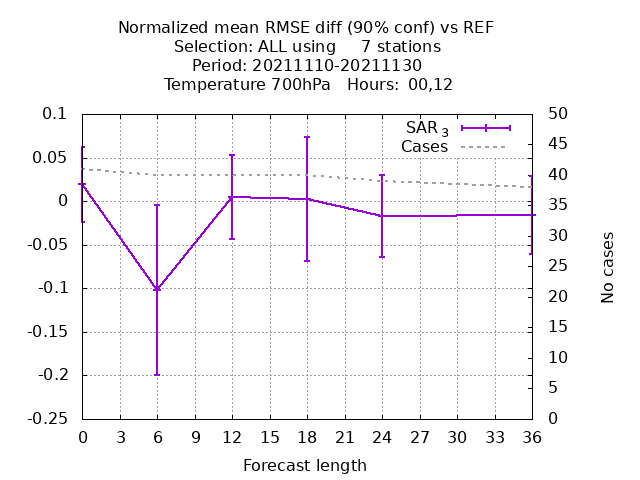 Normalized mean RMSE diff (90% conf) vs REF
Selection: ALL using     7 stations
Period: 20211110-20211130
Temperature 700hPa   Hours:  00,12
SAR 3
Cases
0.1
0.05
0
-0.05
-0.1
-0.15
-0.2
-0.25
50
45
40
35
30
25
20
15
10
5
0
No cases
0 3 6 9 12 15 18 21 24 27 30 33 36
Forecast length